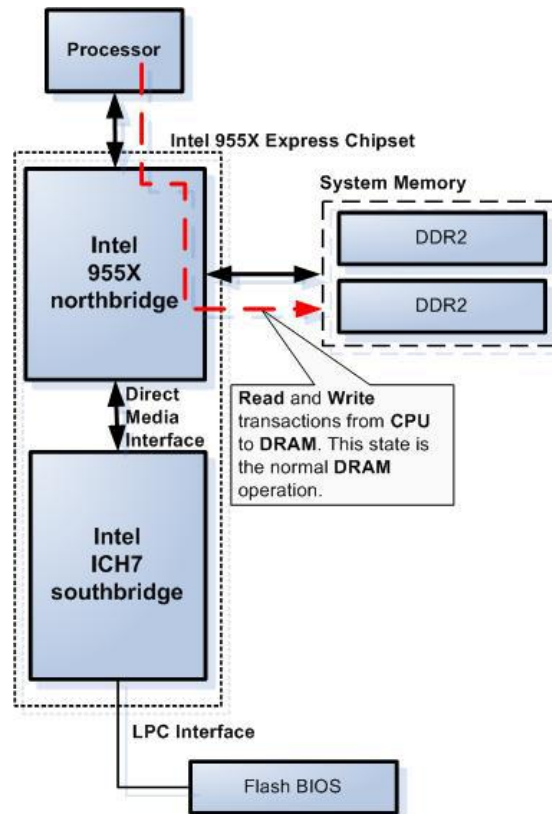 Processor
Intel 955X Express Chipset
System Memory
Intel
955X
northbridge
DDR2
DDR2
Direct
Media
Interface
Read and Write
transactions from CPU
to DRAM. This state is
the normal DRAM
operation.
Intel
ICH7
southbridge
LPC Interface
Flash BIOS